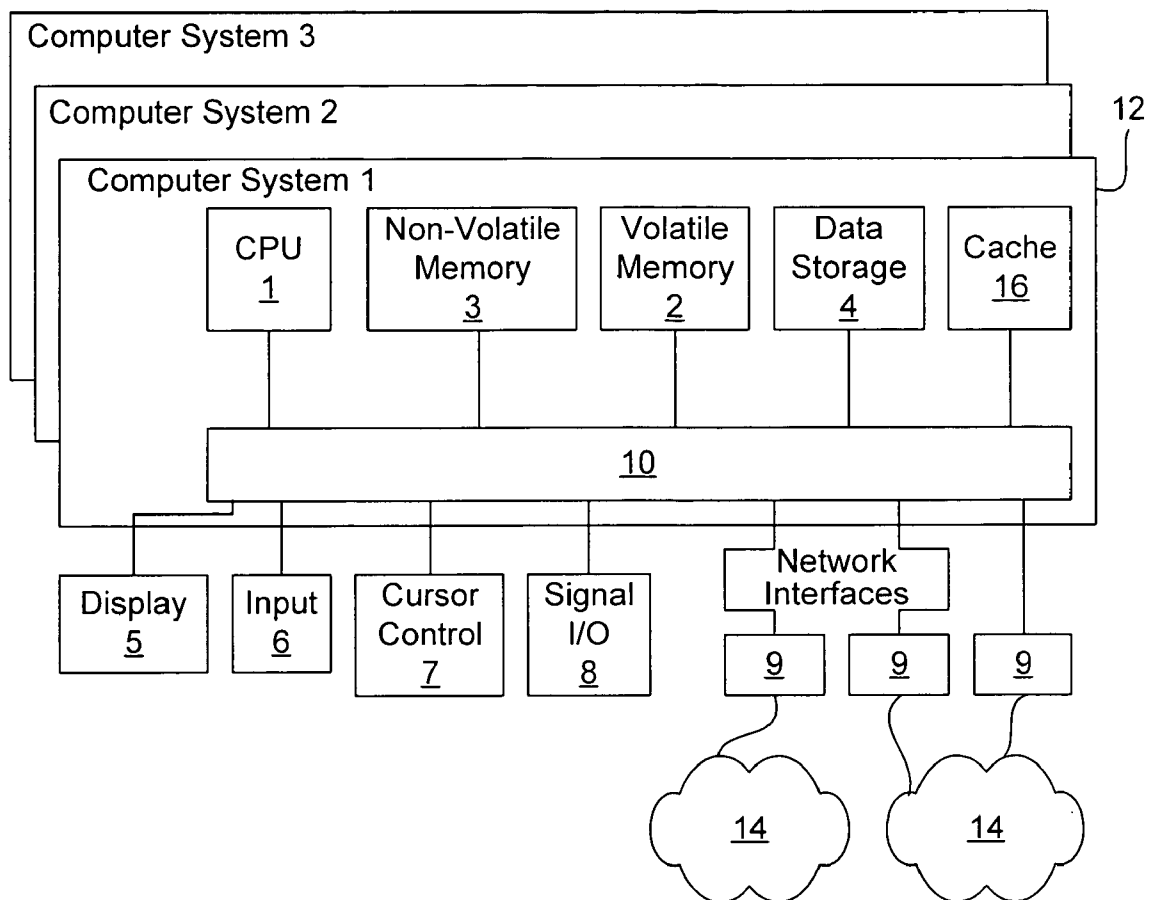 Computer System 3
Computer System 2
12
Computer System 1
CPU
1
Non-Volatile
Memory
3
Volatile
Memory
2
Data
Storage
4
Cache
16
10
Display
5
Input
6
Cursor
Control
7
Signal
I/O
8
Network
Interfaces
9
9
9
14
14